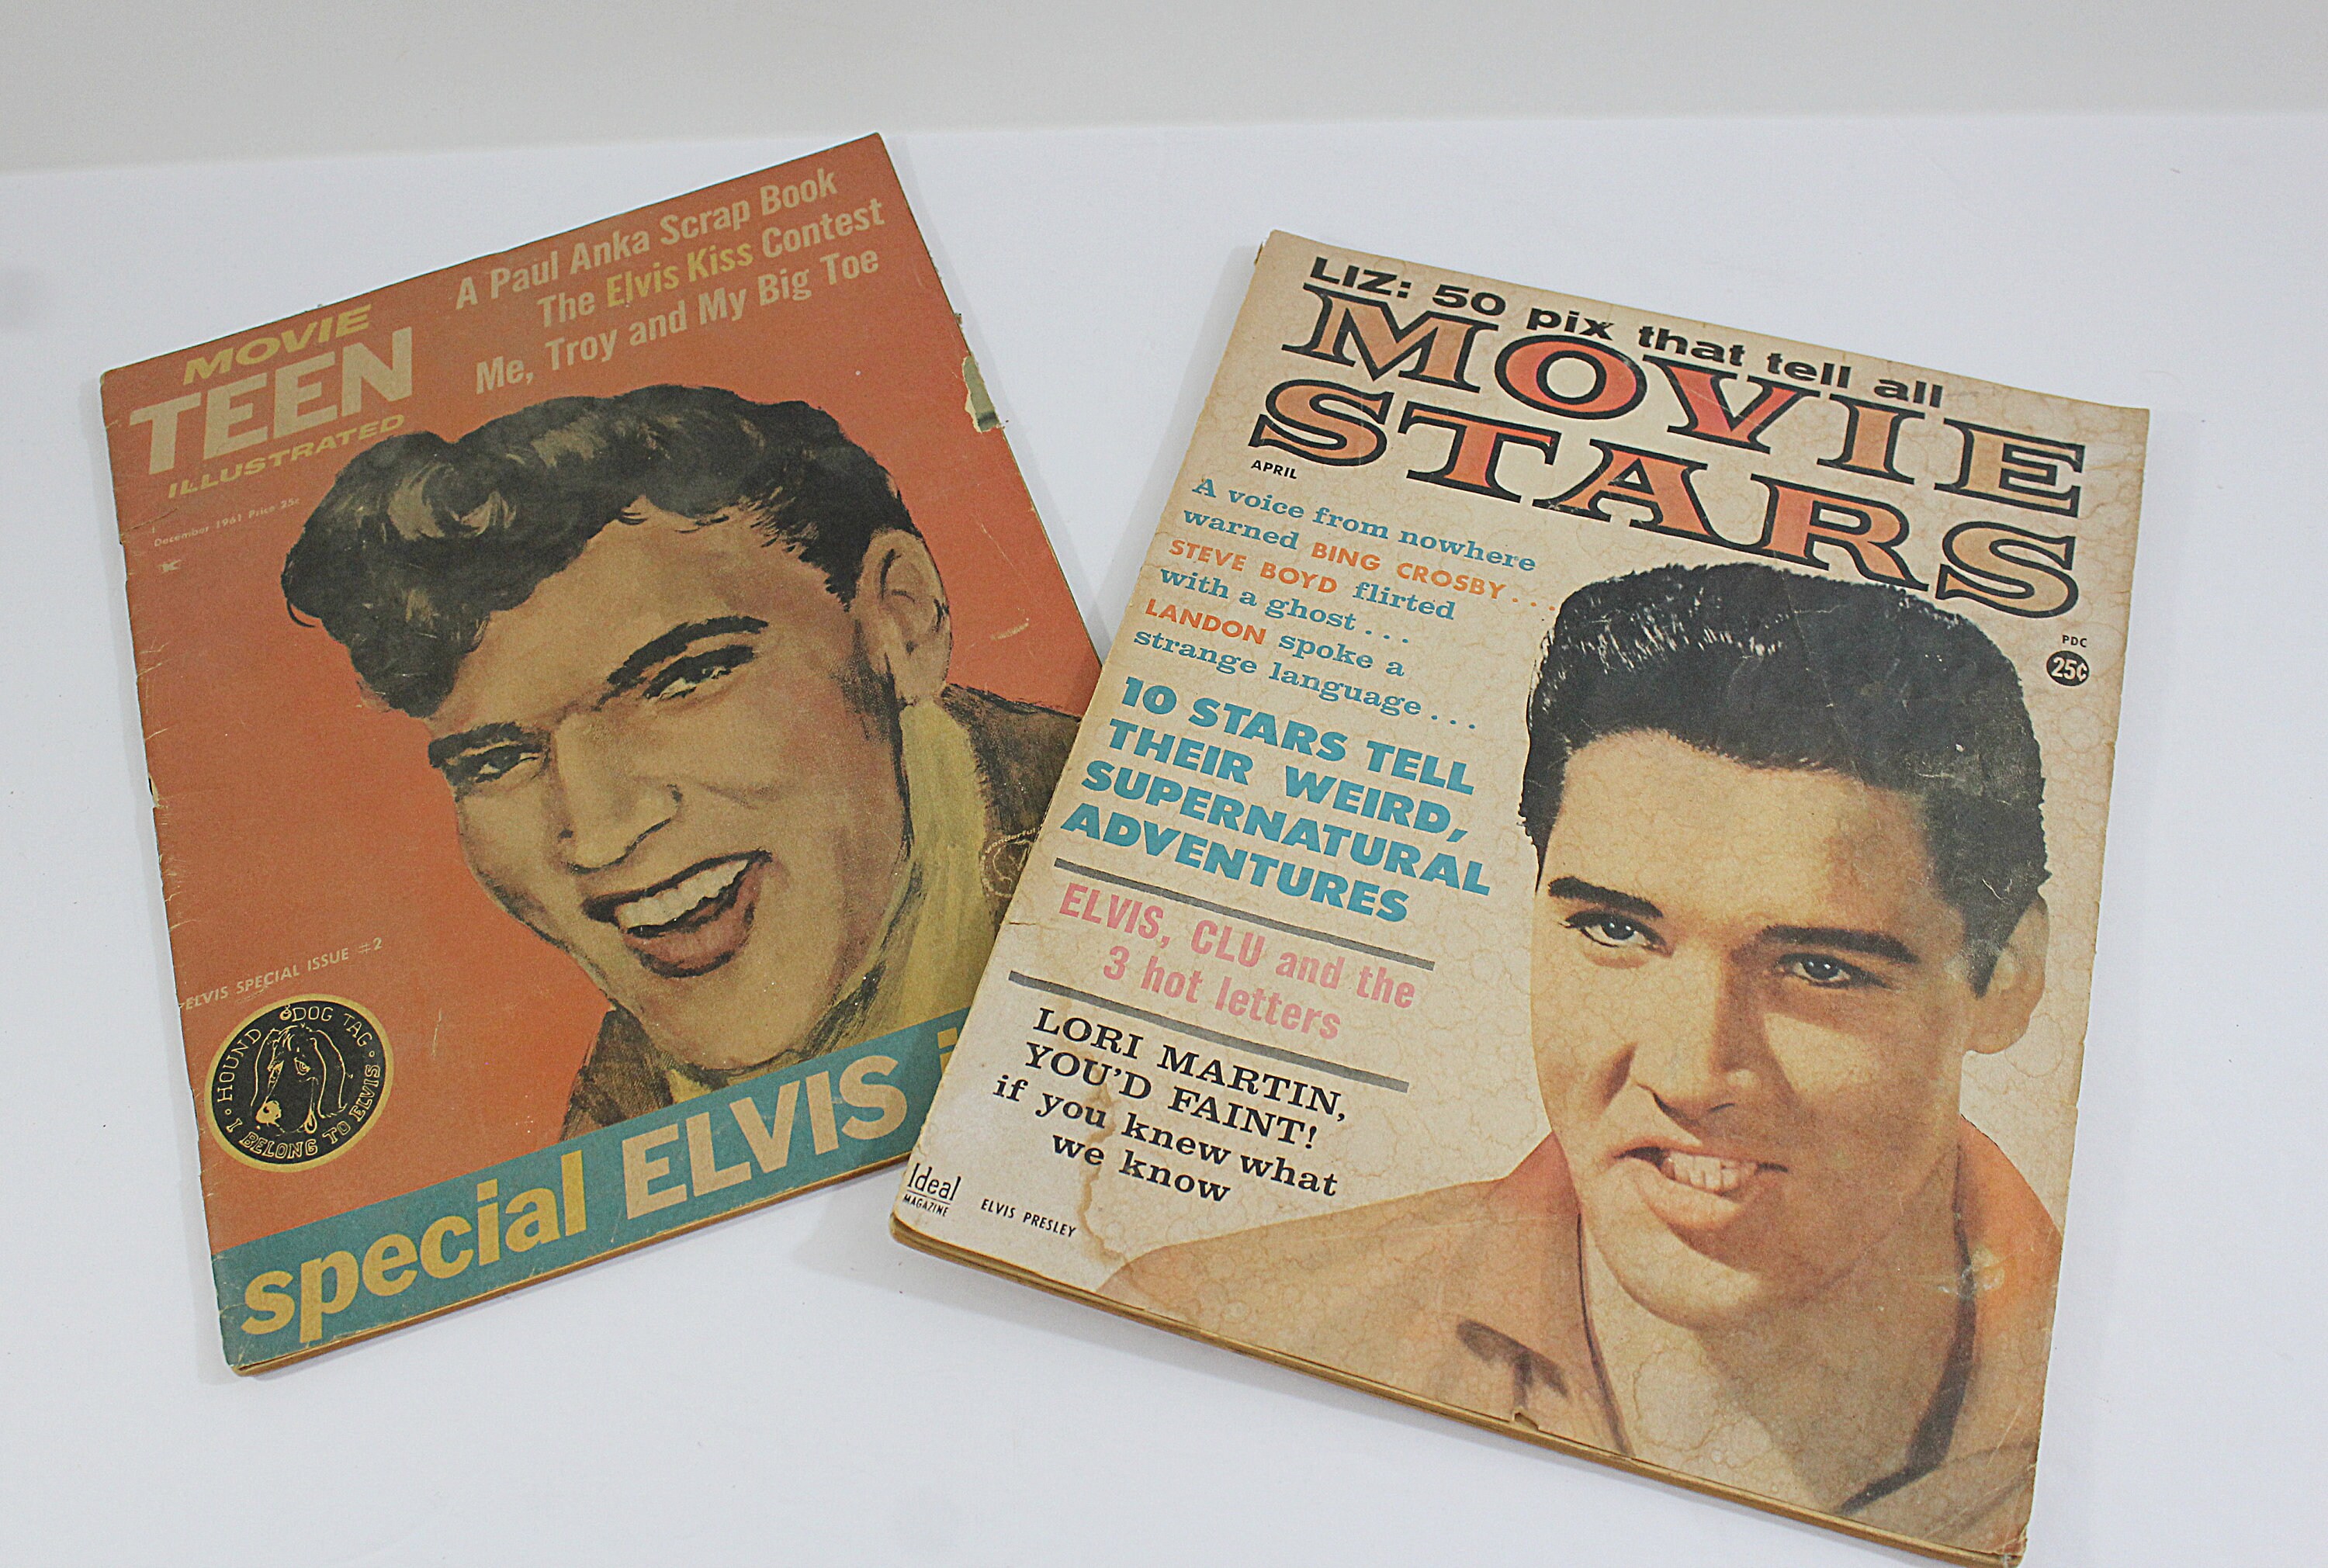 A Paul Anka Scrap Book
The Elvis Kiss Contest
Me, Troy and My Big Toe
MOVIE
TEEN
ILLUSTRATED
December 1961 Price 25c
K
ELVIS SPECIAL ISSUE #2
HOUND DOG TAG
I BELONG TO ELVIS
special ELVIS
LIZ: 50 pix that tell all
MOVIE
STARS
APRIL
PDC
25¢
A voice from nowhere
warned BING CROSBY...
STEVE BOYD flirted
with a ghost...
LANDON spoke a
strange language...
10 STARS TELL
THEIR WEIRD,
SUPERNATURAL
ADVENTURES
ELVIS, CLU and the
3 hot letters
LORI MARTIN,
YOU'D FAINT!
if you knew what
we know
Ideal
MAGAZINE
ELVIS PRESLEY